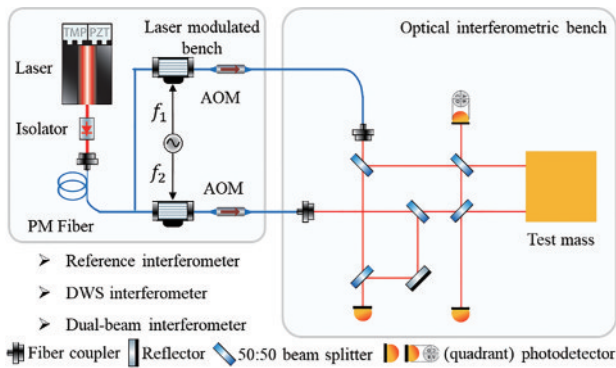 Laser modulated
bench
Optical interferometric bench
TMP PZT
Laser
AOM
Isolator
f1
f2
AOM
PM Fiber
Test mass
➢ Reference interferometer
➢ DWS interferometer
➢ Dual-beam interferometer
Fiber coupler Reflector 50:50 beam splitter (quadrant) photodetector